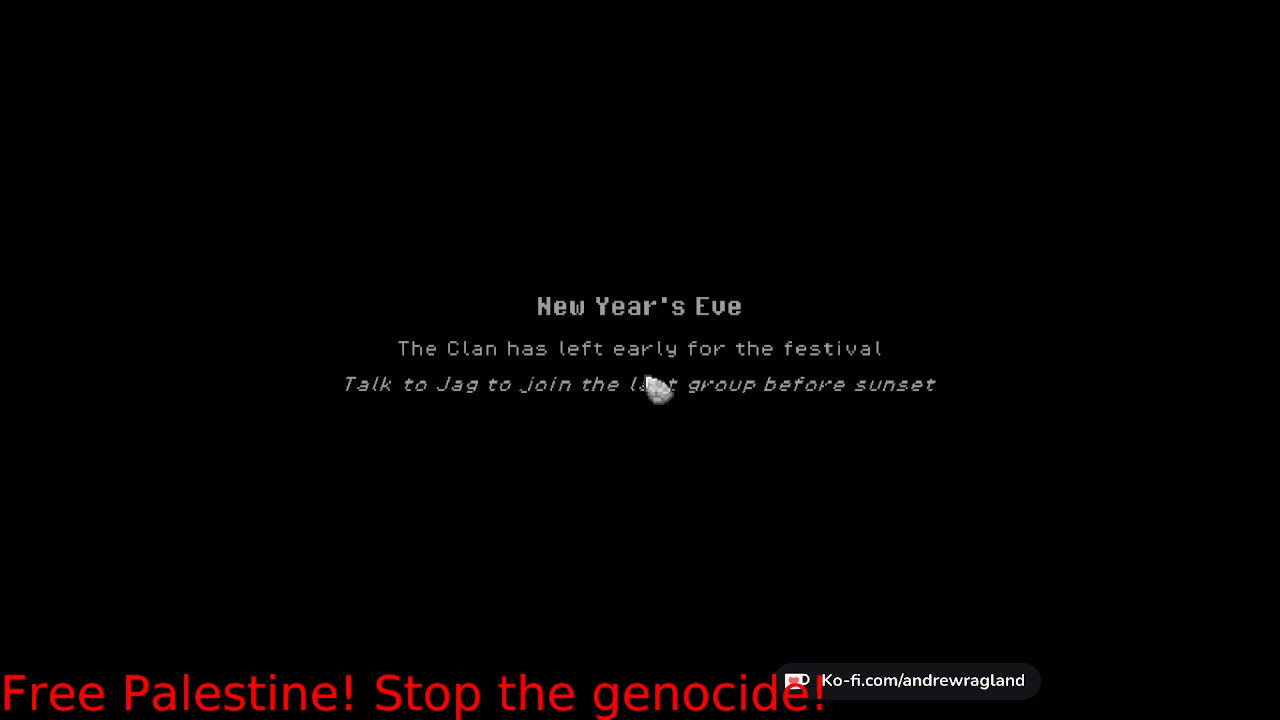 New Year's Eve
The Clan has left early for the festival
Talk to Jag to join the last group before sunset
Ko-fi.com/andrewragland
Free Palestine! Stop the genocide!